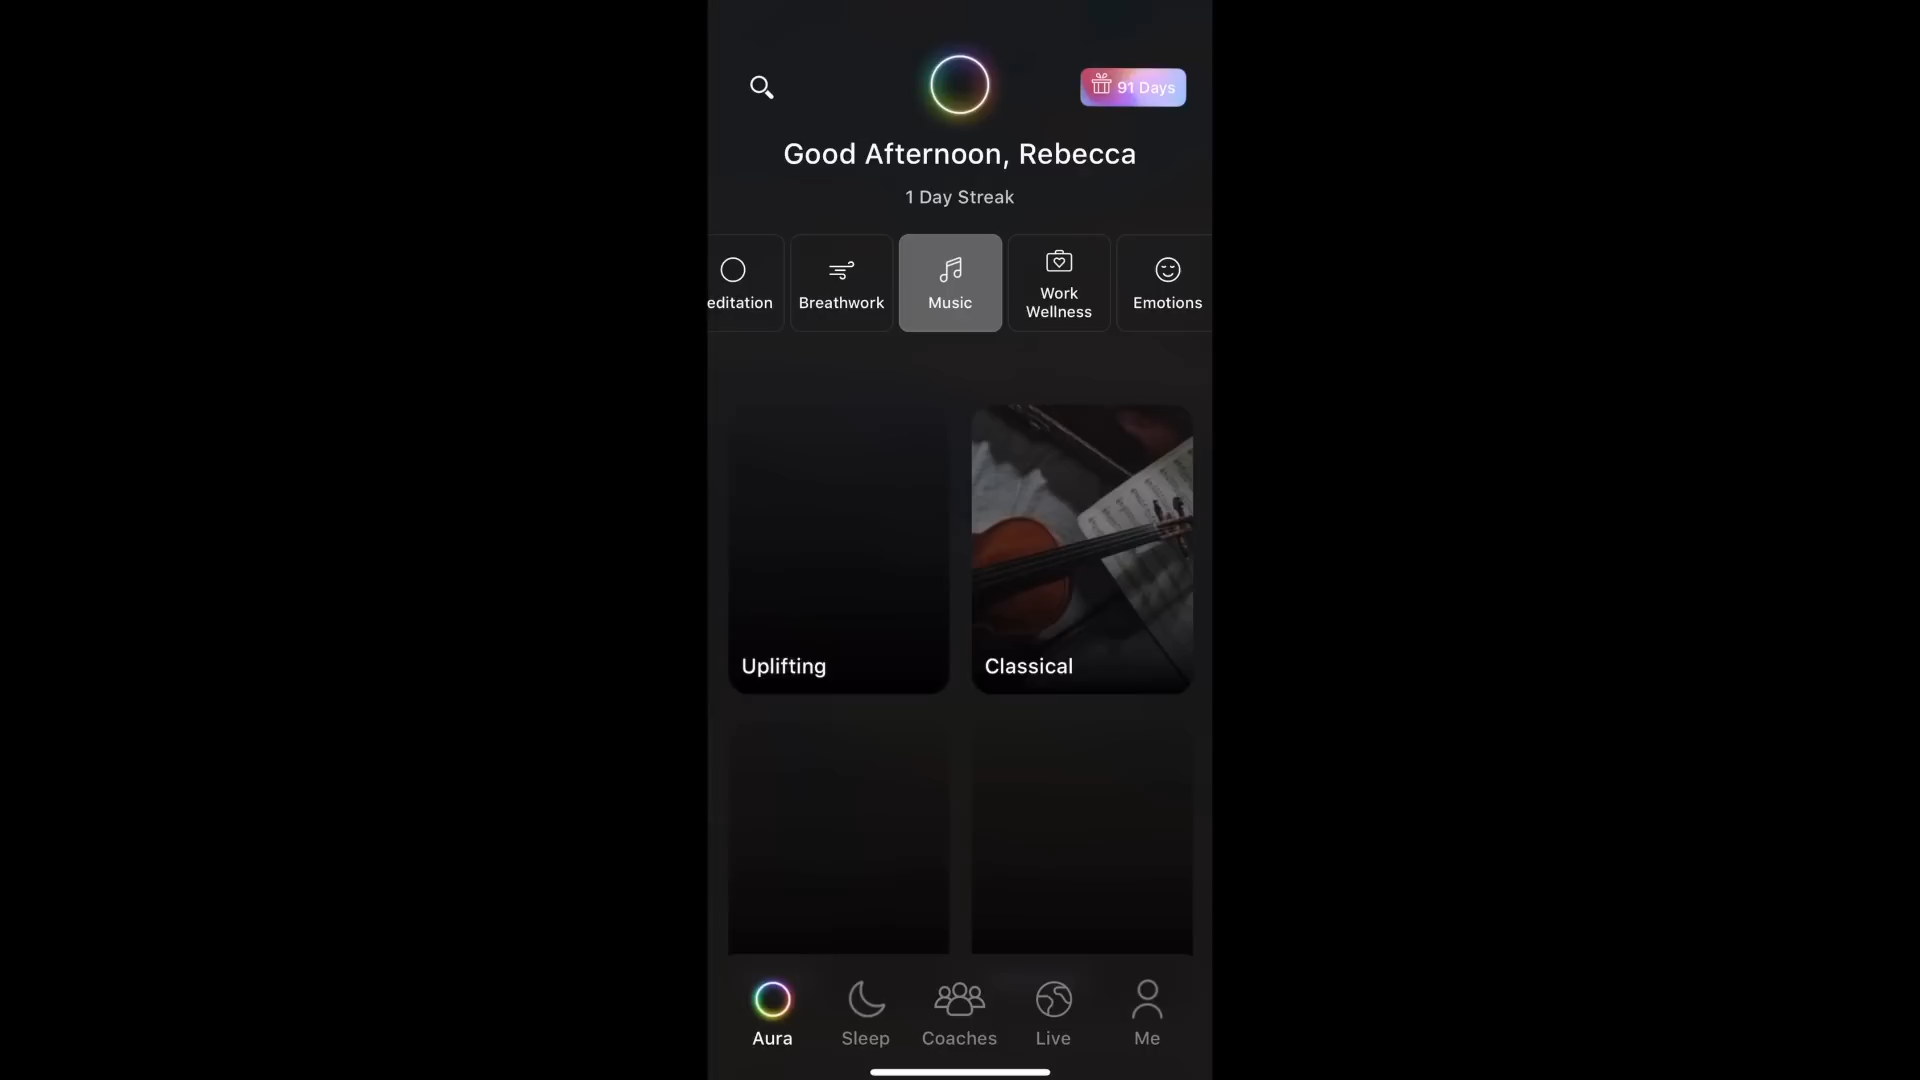 91 Days
Good Afternoon, Rebecca
1 Day Streak
editation
Breathwork
Music
Work
Wellness
Emotions
Uplifting
Classical
Aura
Sleep
Coaches
Live
Me